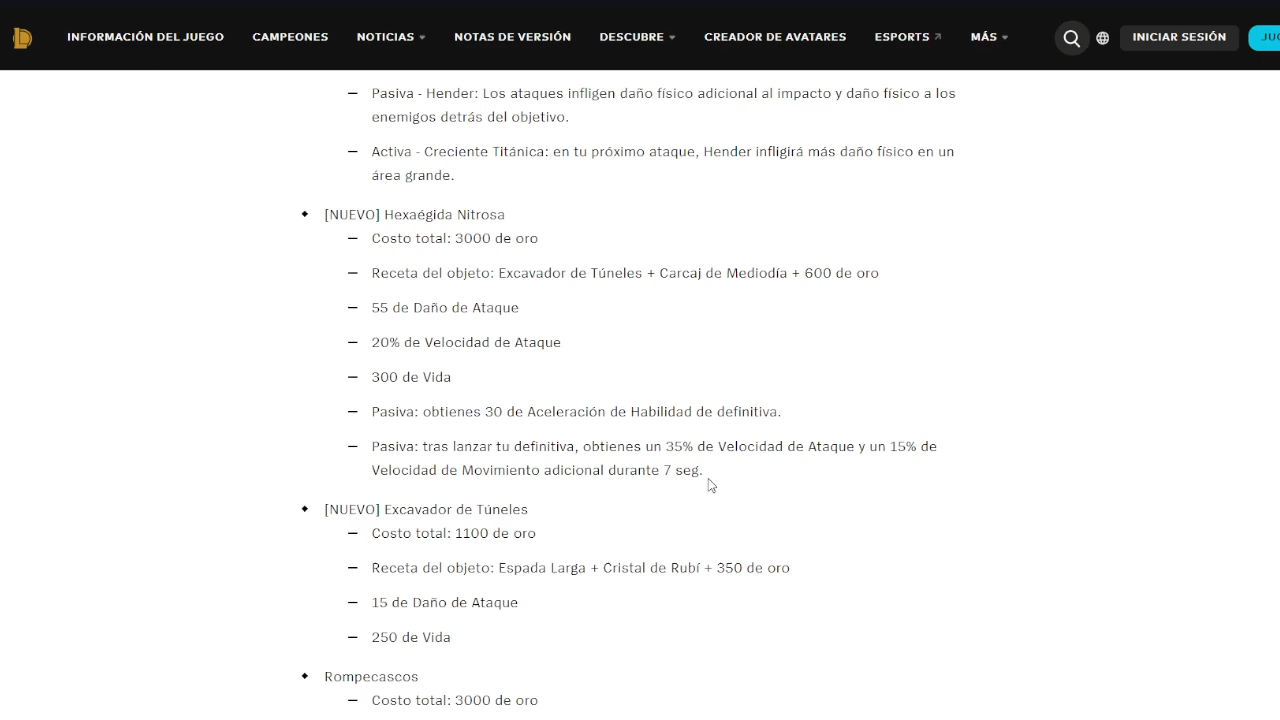 INFORMACIÓN DEL JUEGO CAMPEONES NOTICIAS NOTAS DE VERSIÓN DESCUBRE CREADOR DE AVATARES ESPORTS MÁS INICIAR SESIÓN
Pasiva - Hender: Los ataques infligen daño físico adicional al impacto y daño físico a los
enemigos detrás del objetivo.
Activa - Creciente Titánica: en tu próximo ataque, Hender infligirá más daño físico en un
área grande.
[NUEVO] Hexaégida Nitrosa
Costo total: 3000 de oro
Receta del objeto: Excavador de Túneles + Carcaj de Mediodía + 600 de oro
55 de Daño de Ataque
20% de Velocidad de Ataque
300 de Vida
Pasiva: obtienes 30 de Aceleración de Habilidad de definitiva.
Pasiva: tras lanzar tu definitiva, obtienes un 35% de Velocidad de Ataque y un 15% de
Velocidad de Movimiento adicional durante 7 seg.
[NUEVO] Excavador de Túneles
Costo total: 1100 de oro
Receta del objeto: Espada Larga + Cristal de Rubí + 350 de oro
15 de Daño de Ataque
250 de Vida
Rompecascos
Costo total: 3000 de oro